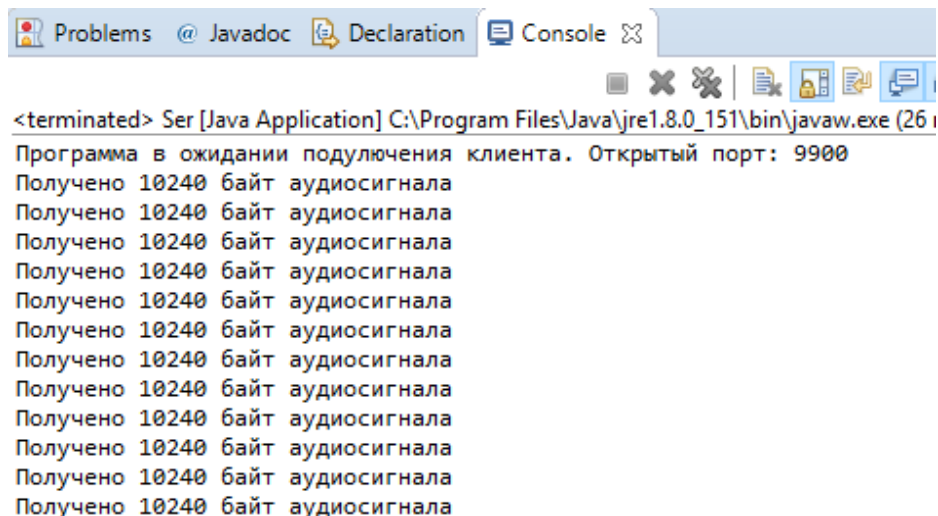 Problems @ Javadoc Declaration Console
<terminated> Ser [Java Application] C:\Program Files\Java\jre1.8.0_151\bin\javaw.exe (26
Программа в ожидании подулючения клиента. Открытый порт: 9900
Получено 10240 байт аудиосигнала
Получено 10240 байт аудиосигнала
Получено 10240 байт аудиосигнала
Получено 10240 байт аудиосигнала
Получено 10240 байт аудиосигнала
Получено 10240 байт аудиосигнала
Получено 10240 байт аудиосигнала
Получено 10240 байт аудиосигнала
Получено 10240 байт аудиосигнала
Получено 10240 байт аудиосигнала
Получено 10240 байт аудиосигнала
Получено 10240 байт аудиосигнала